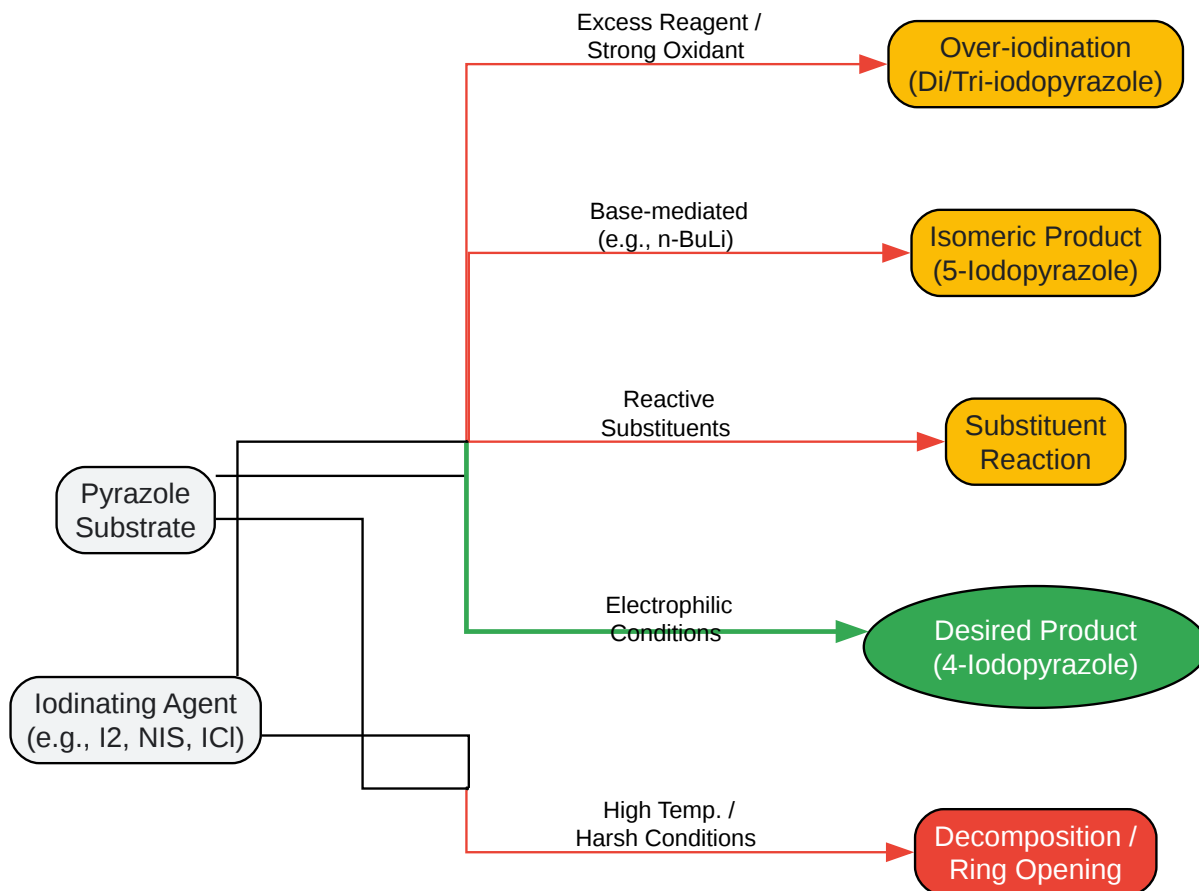 Excess Reagent /
Strong Oxidant
Over-iodination
(Di/Tri-iodopyrazole)
Base-mediated
(e.g., n-BuLi)
Isomeric Product
(5-Iodopyrazole)
Reactive
Substituents
Substituent
Reaction
Pyrazole
Substrate
Electrophilic
Conditions
Desired Product
(4-Iodopyrazole)
Iodinating Agent
(e.g., I2, NIS, ICl)
High Temp. /
Harsh Conditions
Decomposition /
Ring Opening